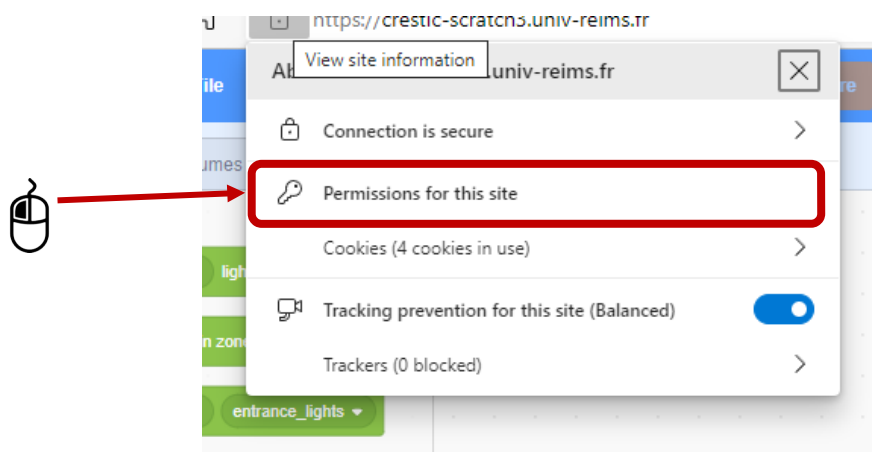 https://crestic-scratch3.univ-reims.fr
View site information
.univ-reims.fr
Connection is secure
Permissions for this site
Cookies (4 cookies in use)
Tracking prevention for this site (Balanced)
Trackers (0 blocked)
entrance_lights